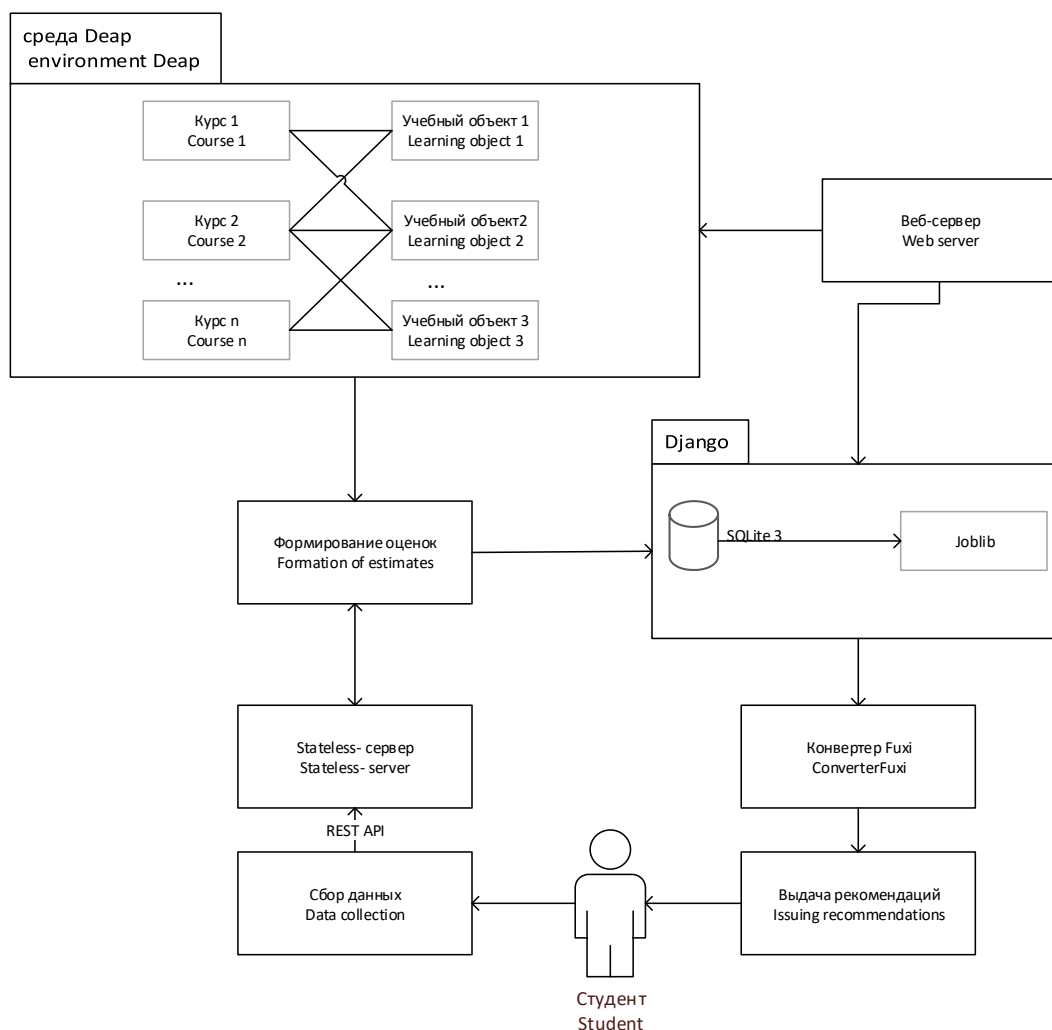 среда Deap
environment Deap
Курс 1
Course 1
Учебный объект 1
Learning object 1
Курс 2
Course 2
Учебный объект2
Learning object 2
...
...
Курс n
Course n
Учебный объект 3
Learning object 3
Веб-сервер
Web server
Django
SQLite 3
Joblib
Формирование оценок
Formation of estimates
Stateless- сервер
Stateless- server
Конвертер Fuxi
ConverterFuxi
REST API
Сбор данных
Data collection
Выдача рекомендаций
Issuing recommendations
Студент
Student